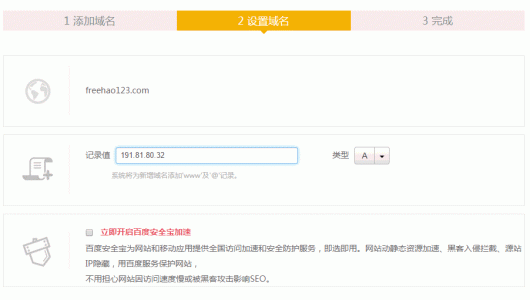 1 添加域名
2 设置域名
3 完成
freehao123.com
记录值 191.81.80.32 类型 A
系统将为新增域名添加'www'及'@'记录。
立即开启百度安全宝加速
百度安全宝为网站和移动应用提供全国访问加速和安全防护服务，即选即用。网站动静态资源加速、黑客入侵拦截、源站
IP隐藏，用百度服务保护网站，
不用担心网站因访问速度慢或被黑客攻击影响SEO。